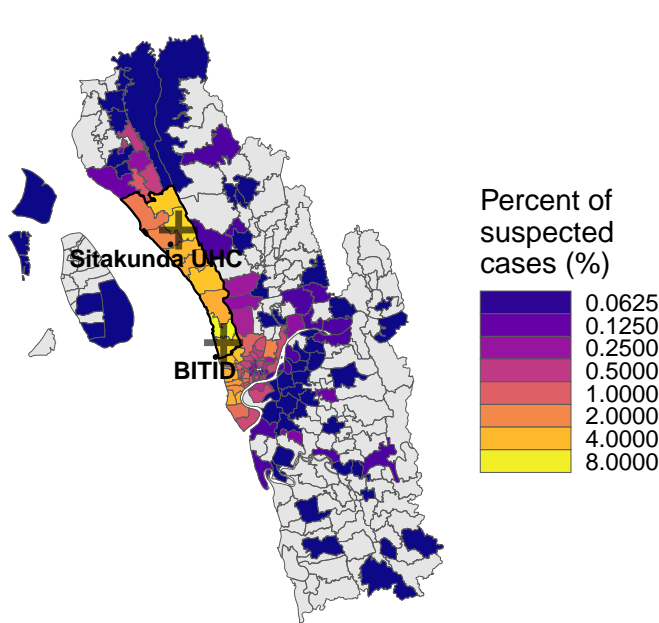 Sitakunda UHC
BITID
Percent of
suspected
cases (%)
0.0625
0.1250
0.2500
0.5000
1.0000
2.0000
4.0000
8.0000